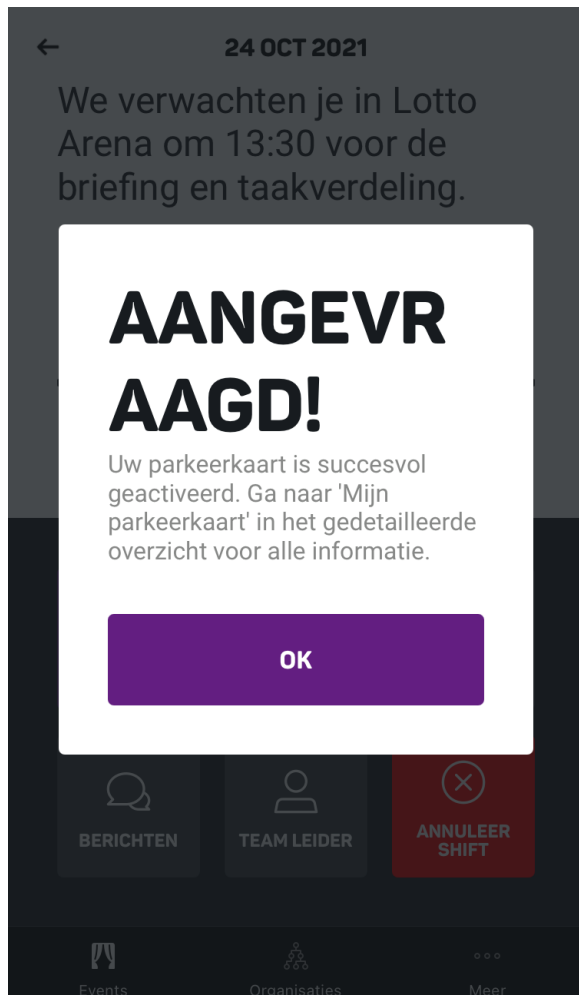 24 OCT 2021
We verwachten je in Lotto
Arena om 13:30 voor de
briefing en taakverdeling.
AANGEVR
AAGD!
Uw parkeerkaart is succesvol
geactiveerd. Ga naar 'Mijn
parkeerkaart' in het gedetailleerde
overzicht voor alle informatie.
OK
BERICHTEN
TEAM LEIDER
ANNULEER
SHIFT
Events
Organisaties
Meer